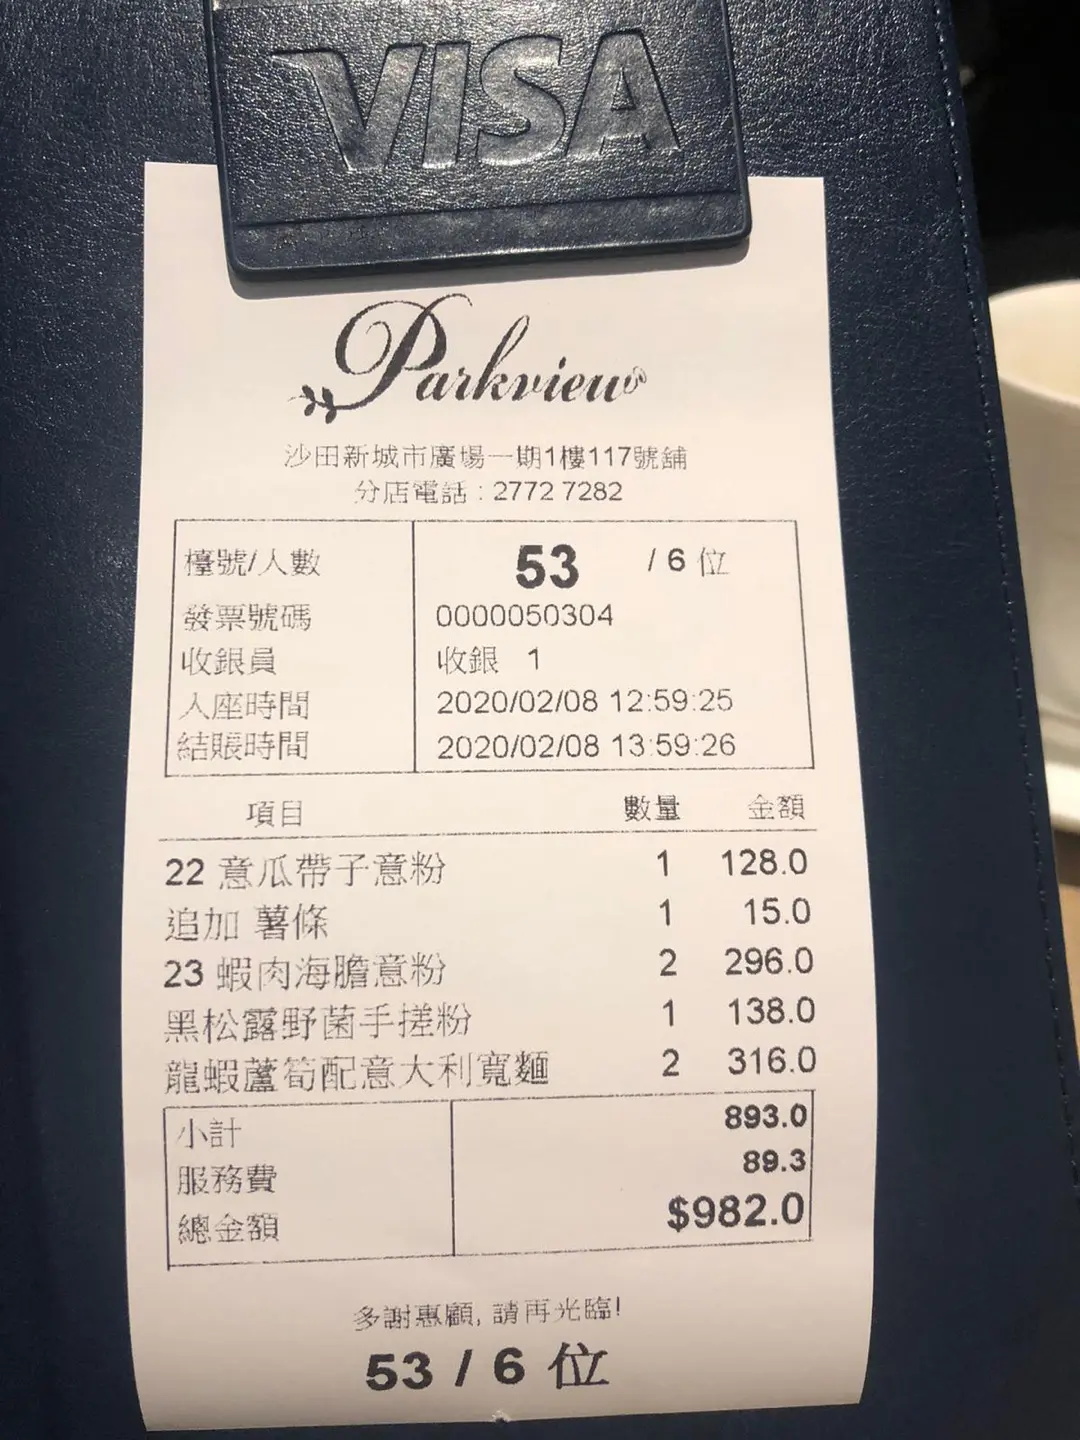 VISA
Parkview
沙田新城市廣場一期1樓117號舖
分店電話 : 2772 7282
檯號/人數 53 / 6 位
發票號碼 0000050304
收銀員 收銀 1
入座時間 2020/02/08 12:59:25
結賬時間 2020/02/08 13:59:26
項目 數量 金額
22 意瓜帶子意粉 1 128.0
追加 薯條 1 15.0
23 蝦肉海膽意粉 2 296.0
黑松露野菌手搓粉 1 138.0
龍蝦蘆筍配意大利寬麵 2 316.0
小計 893.0
服務費 89.3
總金額 $982.0
多謝惠顧, 請再光臨!
53 / 6 位